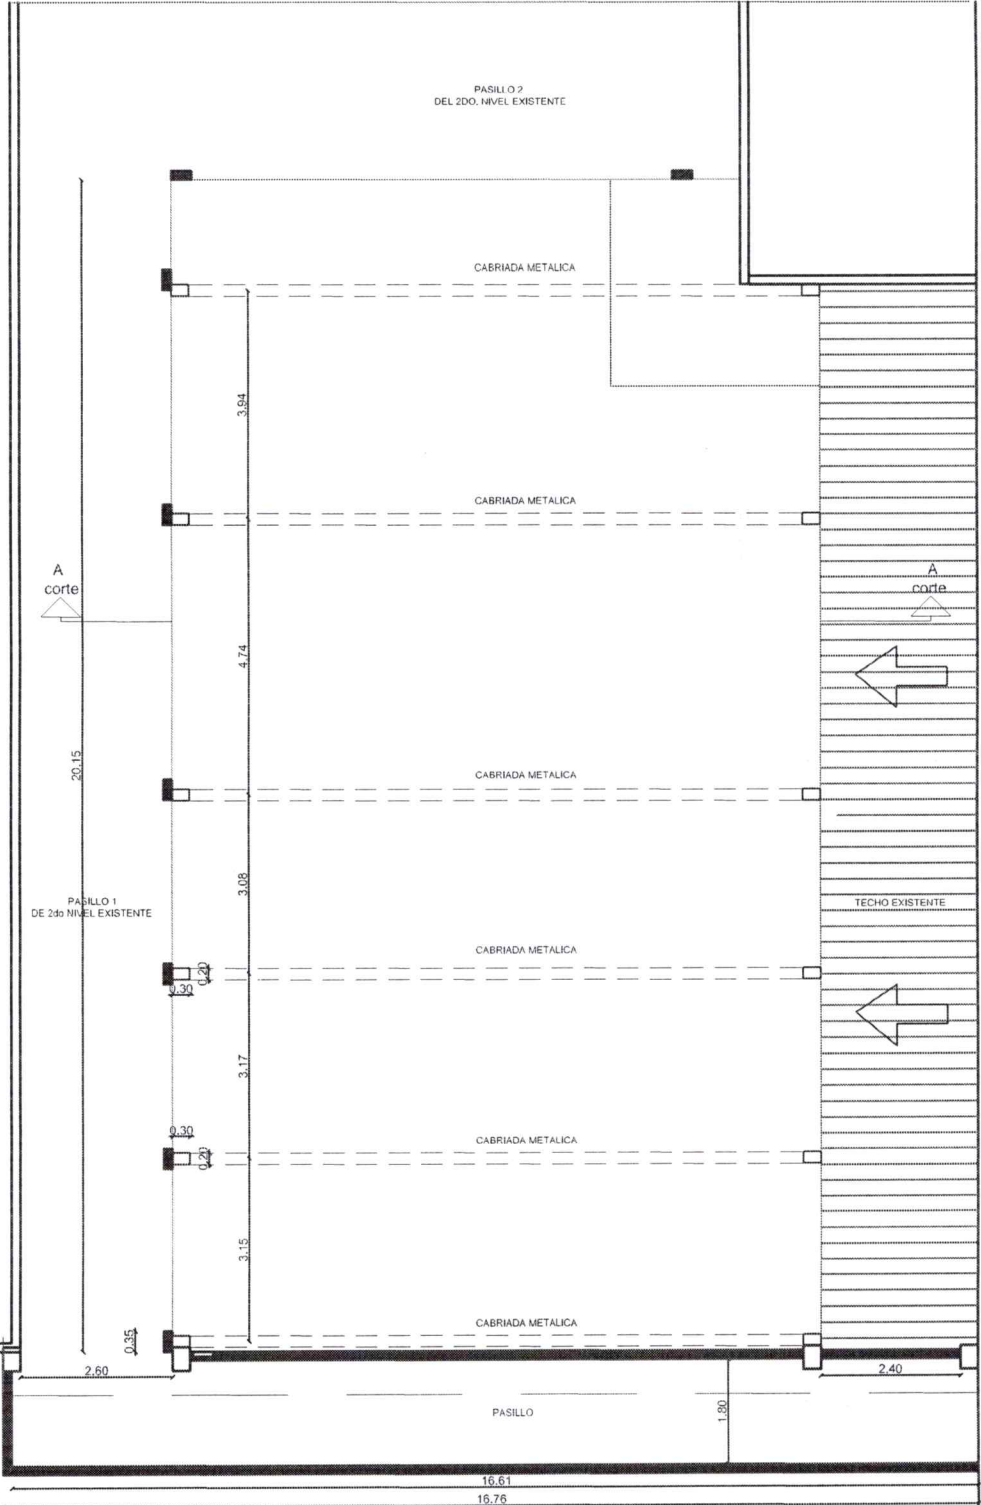 PASILLO 2
DEL 2DO. NIVEL EXISTENTE
CABRIADA METALICA
3.94
CABRIADA METALICA
A
corte
A
corte
4.74
20.15
CABRIADA METALICA
3.08
PASILLO 1
DE 2do NIVEL EXISTENTE
TECHO EXISTENTE
CABRIADA METALICA
0.20
0.30
3.17
0.30
0.20
CABRIADA METALICA
3.15
CABRIADA METALICA
0.35
2.60
2.40
PASILLO
1.80
16.61
16.76